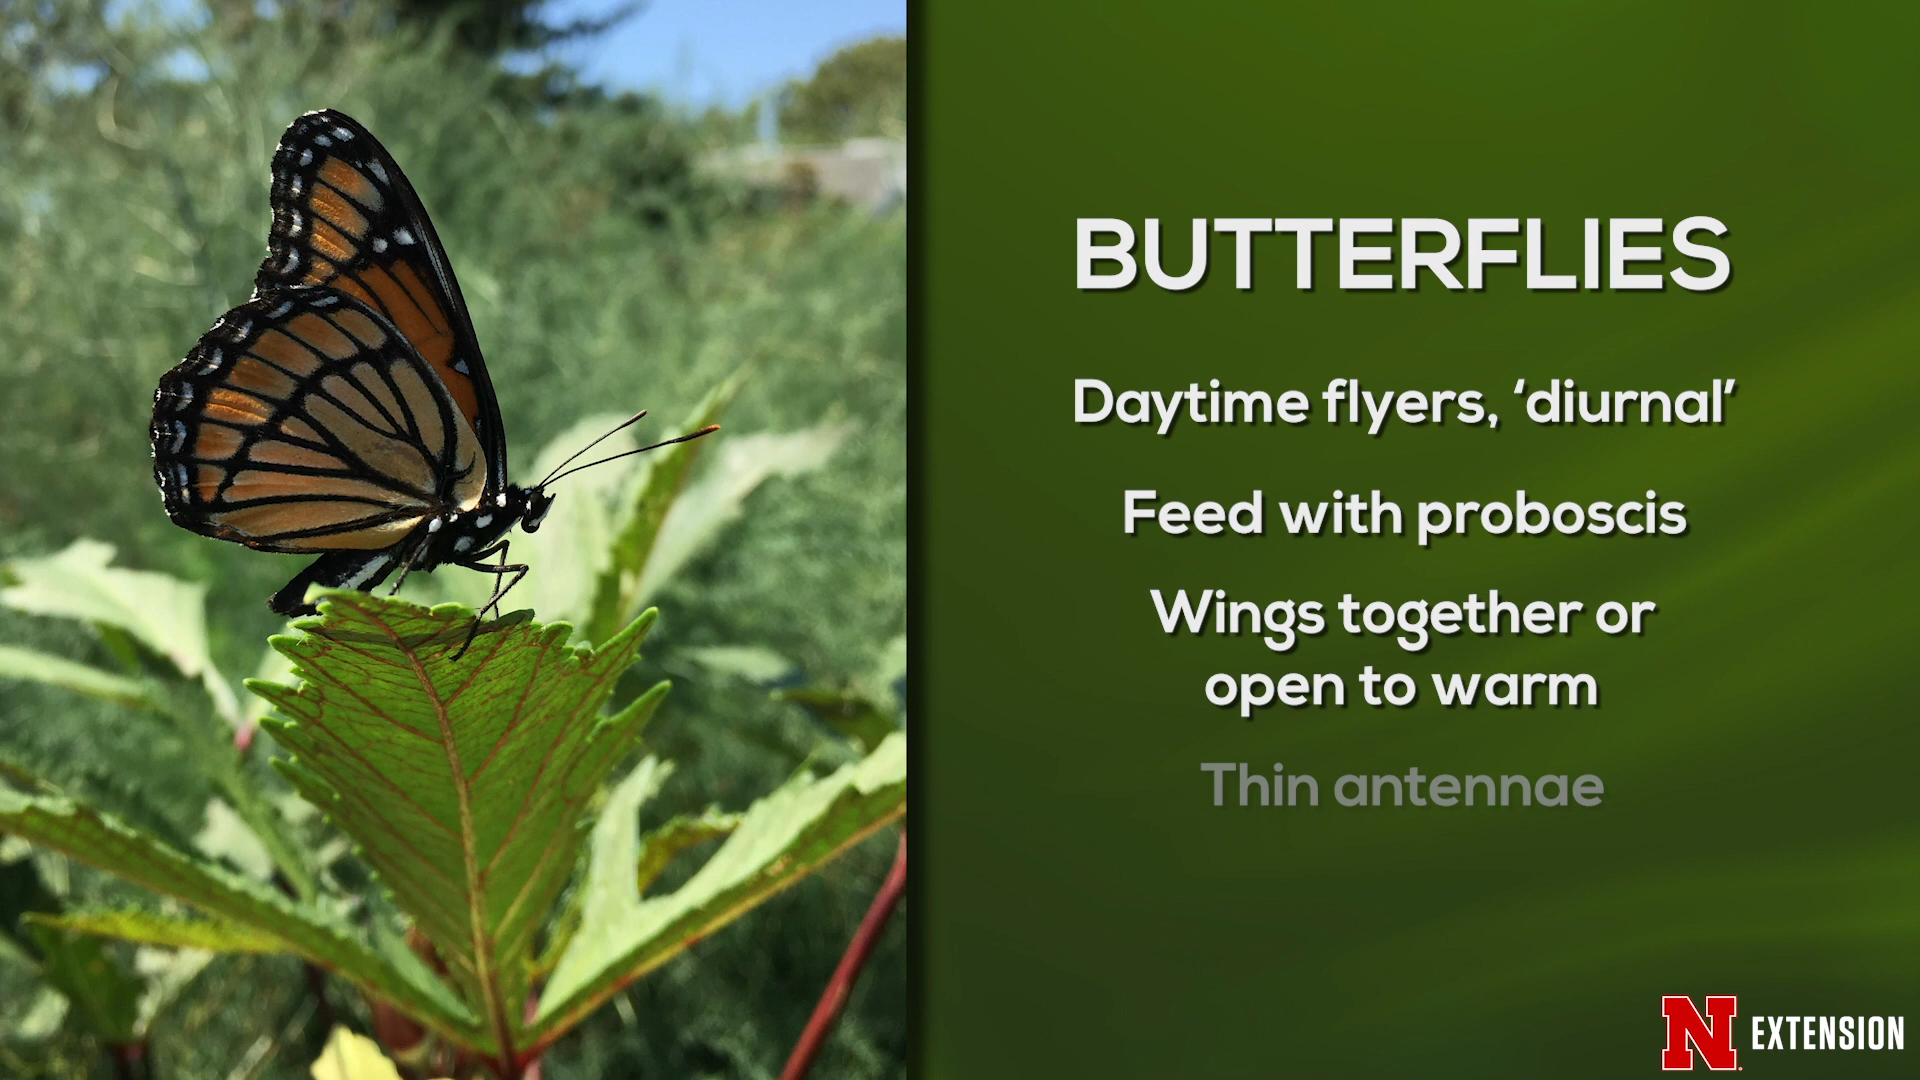 BUTTERFLIES
Daytime flyers, ‘diurnal’
Feed with proboscis
Wings together or
open to warm
Thin antennae
N EXTENSION